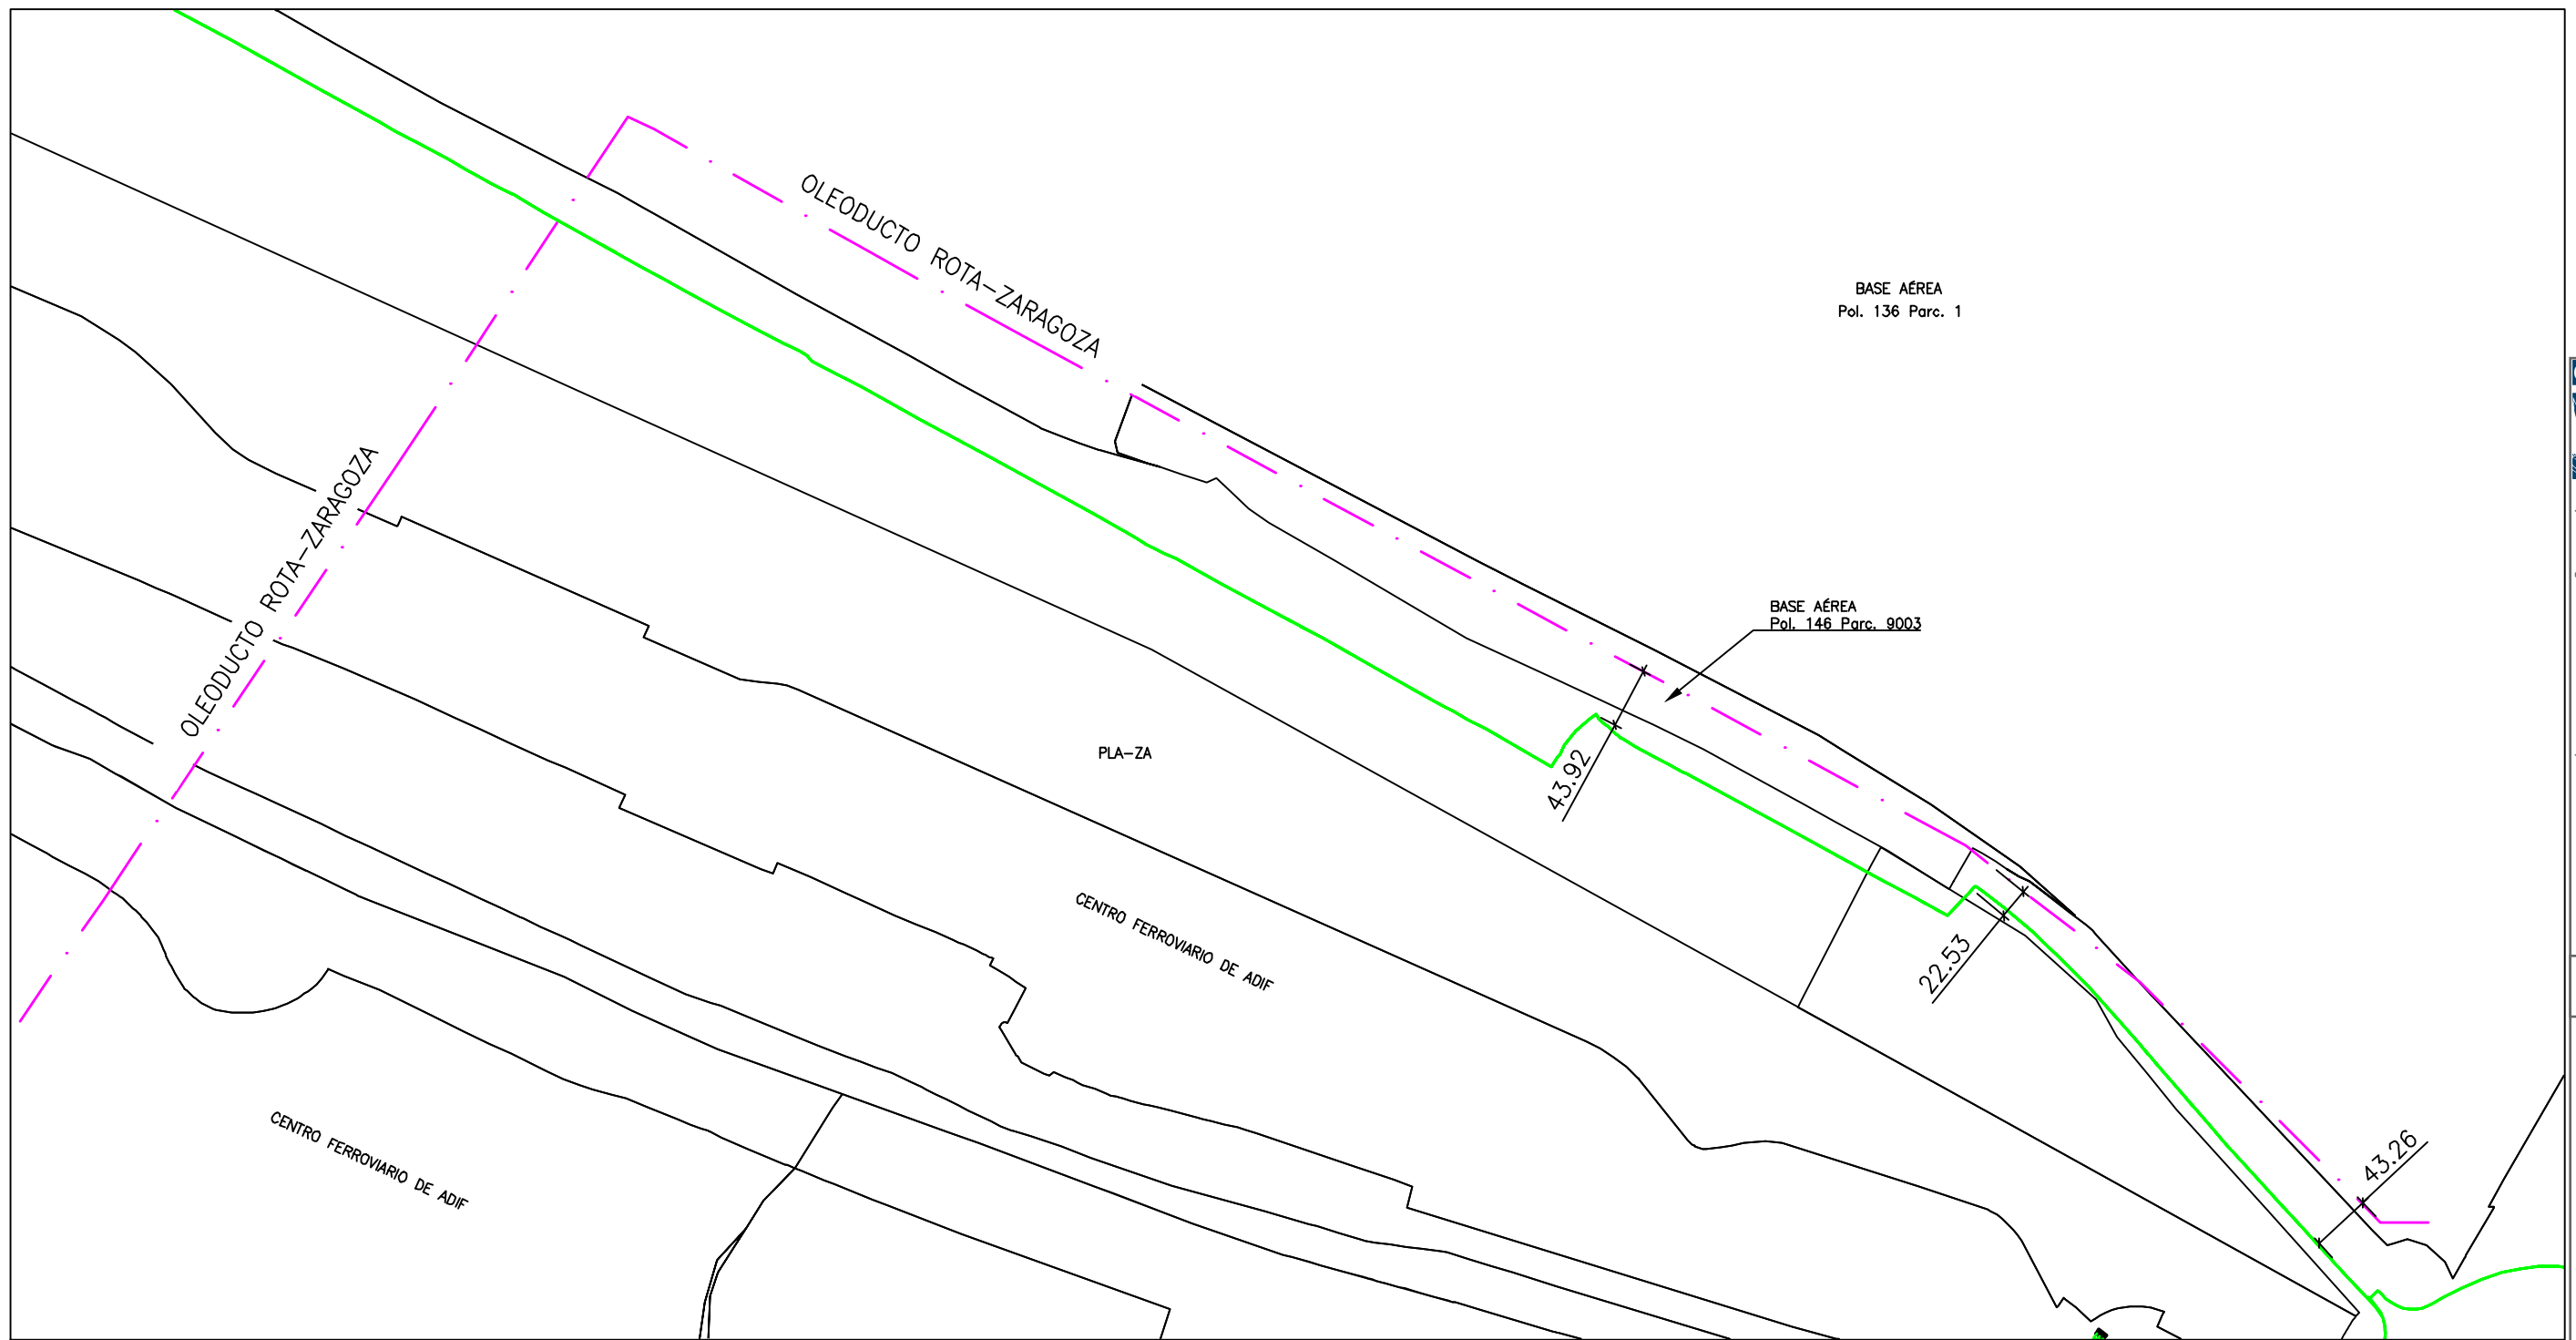 OLEODUCTO ROTA-ZARAGOZA
BASE AÉREA
Pol. 136 Parc. 1
OLEODUCTO ROTA-ZARAGOZA
BASE AÉREA
Pol. 146 Parc. 9003
PLA-ZA
43.92
CENTRO FERROVIARIO DE ADIF
22.53
CENTRO FERROVIARIO DE ADIF
43.26